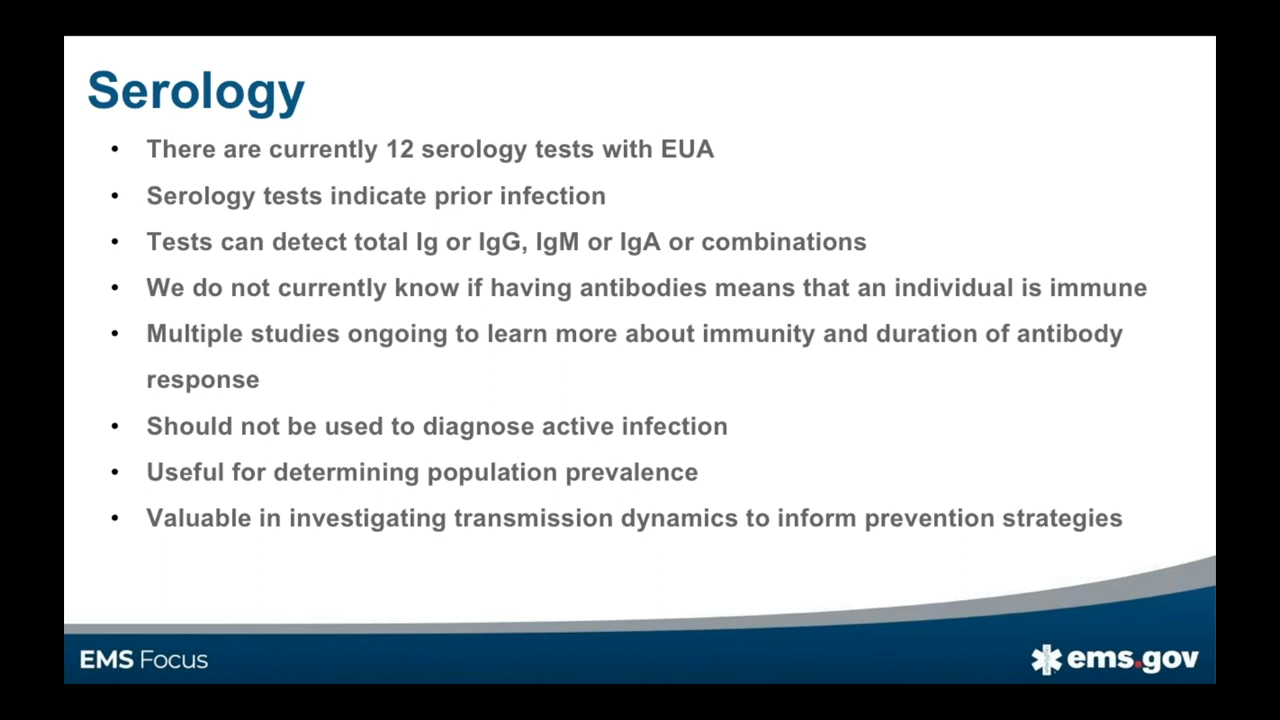 Serology
• There are currently 12 serology tests with EUA
• Serology tests indicate prior infection
• Tests can detect total Ig or IgG, IgM or IgA or combinations
• We do not currently know if having antibodies means that an individual is immune
• Multiple studies ongoing to learn more about immunity and duration of antibody
response
• Should not be used to diagnose active infection
• Useful for determining population prevalence
• Valuable in investigating transmission dynamics to inform prevention strategies
EMS Focus
ems.gov